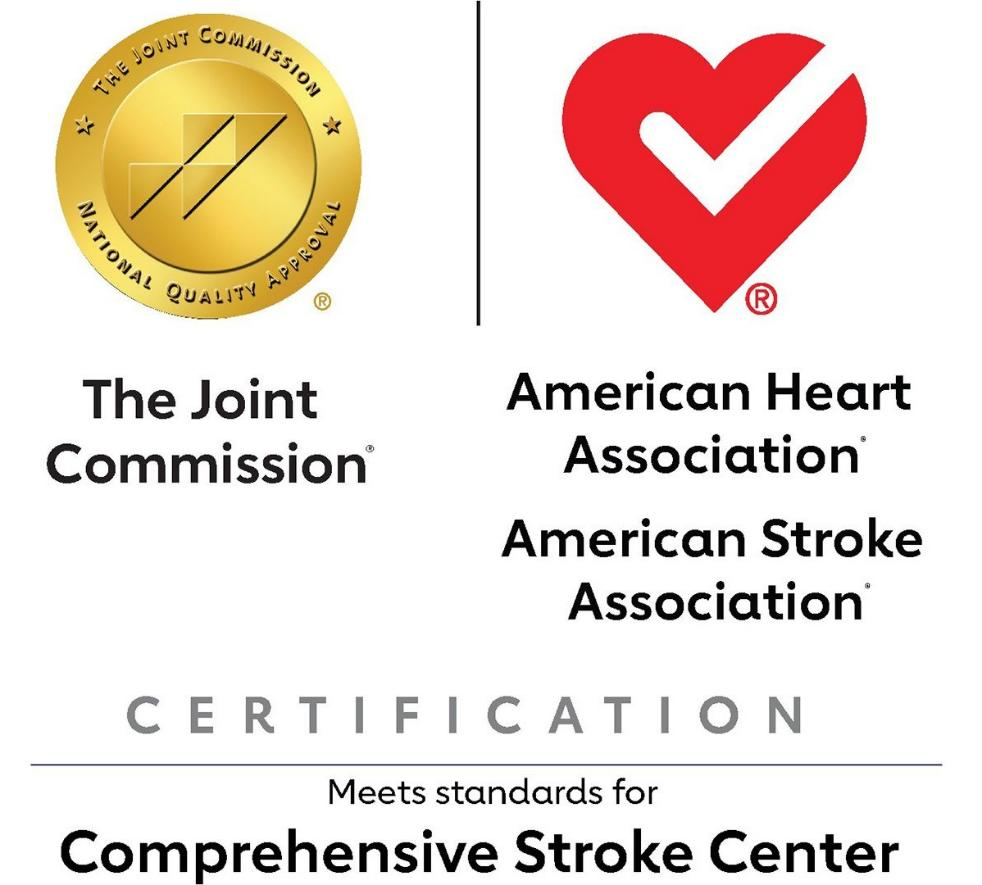 THE JOINT COMMISSION
NATIONAL QUALITY APPROVAL
®
®
The Joint
Commission®
American Heart
Association®
American Stroke
Association®
CERTIFICATION
Meets standards for
Comprehensive Stroke Center